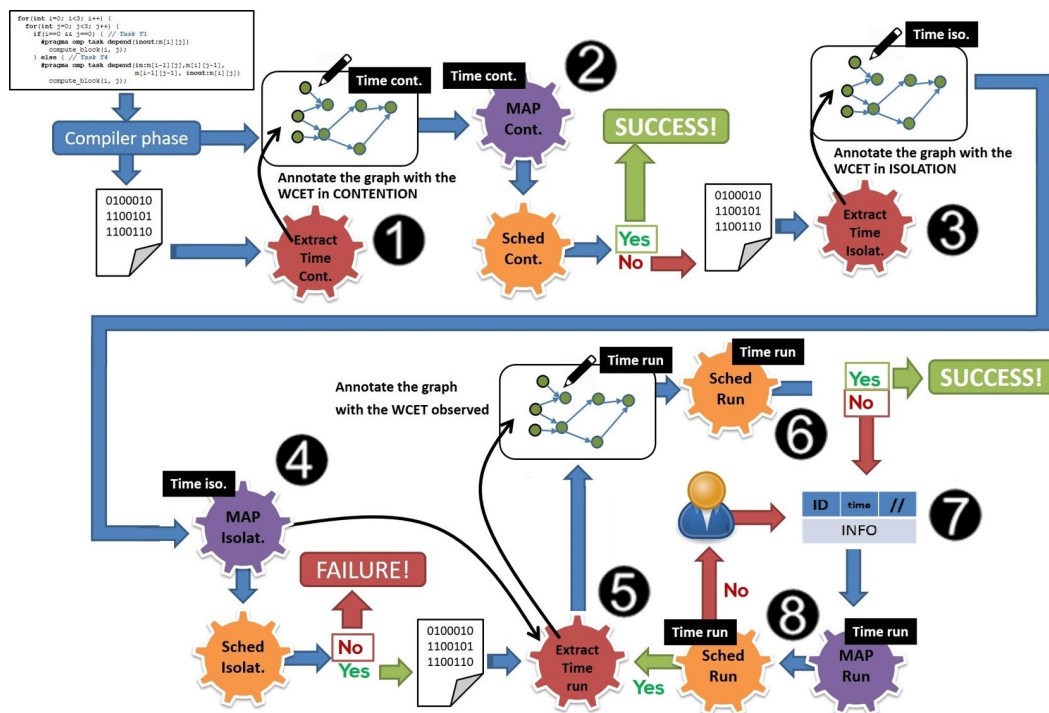 for(int i=0; i<3; i++) {
for(int j=0; j<3; j++) {
if(i==0 && j==0) { // Task T1
#pragma omp task depend(inout:m[i][j])
compute_block(i, j);
} else { // Task T4
#pragma omp task depend(in:m[i-1][j],m[i][j-1],
m[i-1][j-1], inout:m[i][j])
compute_block(i, j);
Compiler phase
0100010
1100101
1100110
Time cont.
Annotate the graph with the
WCET in CONTENTION
Extract
Time
Cont.
1
Time cont.
MAP
Cont.
2
Sched
Cont.
SUCCESS!
Yes
No
0100010
1100101
1100110
Time iso.
Annotate the graph with the
WCET in ISOLATION
Extract
Time
Isolat.
3
Time iso.
MAP
Isolat.
4
Sched
Isolat.
FAILURE!
No
Yes
0100010
1100101
1100110
Extract
Time
run
5
Annotate the graph
with the WCET observed
Time run
Time run
Sched
Run
6
Yes
No
SUCCESS!
ID time //
INFO
7
Time run
MAP
Run
8
Time run
Sched
Run
No
Yes